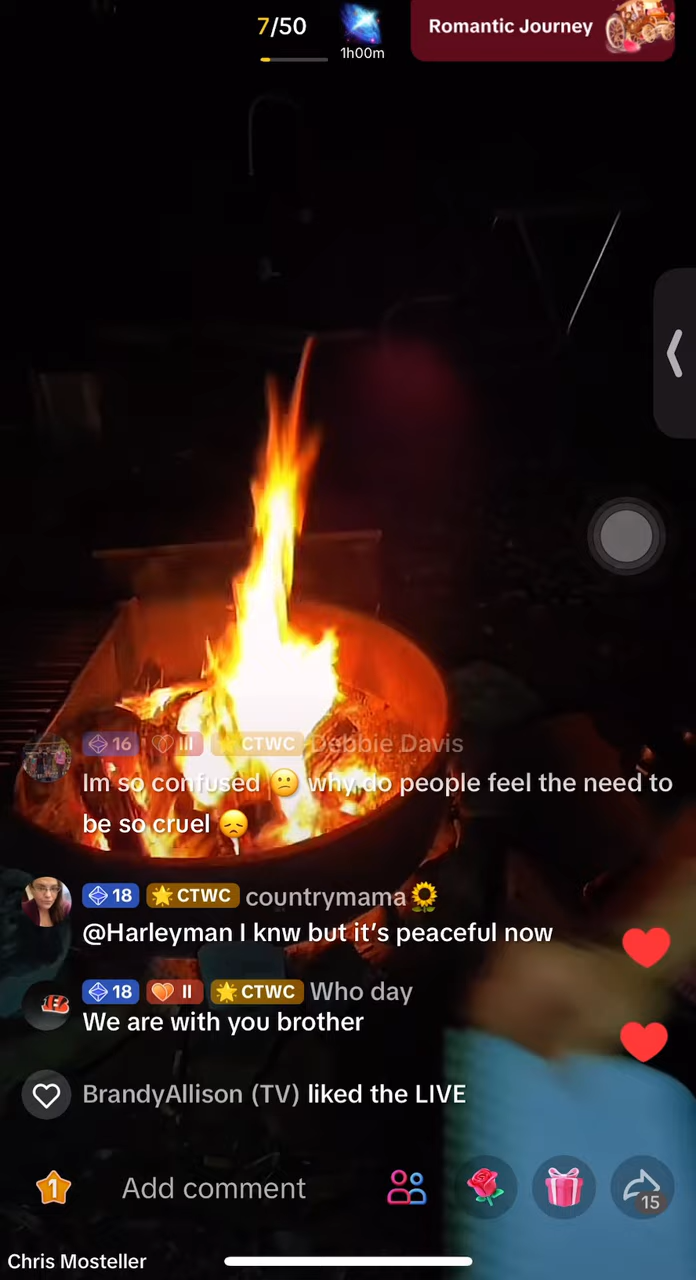 7/50
1h00m
Romantic Journey
16 III CTWC Debbie Davis
Im so confused 😕 why do people feel the need to
be so cruel 😞
18 CTWC countrymama🌻
@Harleyman I knw but it's peaceful now
18 II CTWC Who day
We are with you brother
BrandyAllison (TV) liked the LIVE
1 Add comment
15
Chris Mosteller